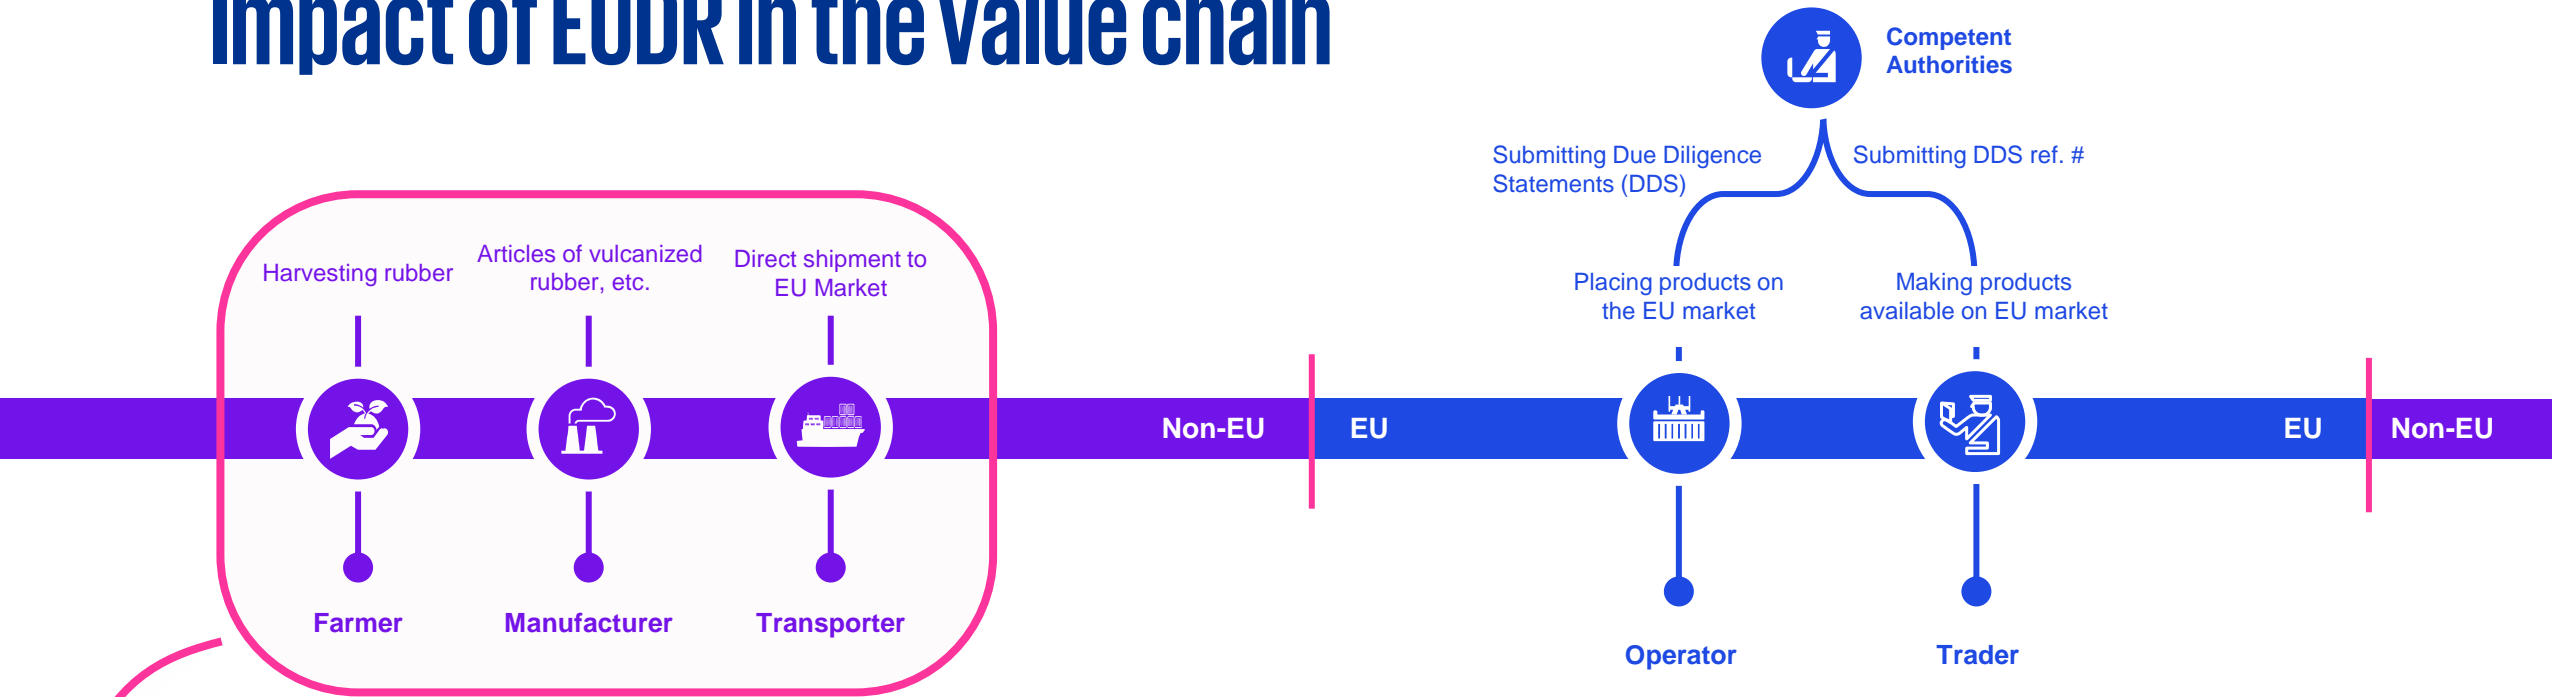 Impact of EUDR in the value chain
Competent
Authorities
Submitting Due Diligence
Statements (DDS)
Submitting DDS ref. #
Harvesting rubber
Articles of vulcanized
rubber, etc.
Direct shipment to
EU Market
Placing products on
the EU market
Making products
available on EU market
Non-EU
EU
EU
Non-EU
Farmer
Manufacturer
Transporter
Operator
Trader